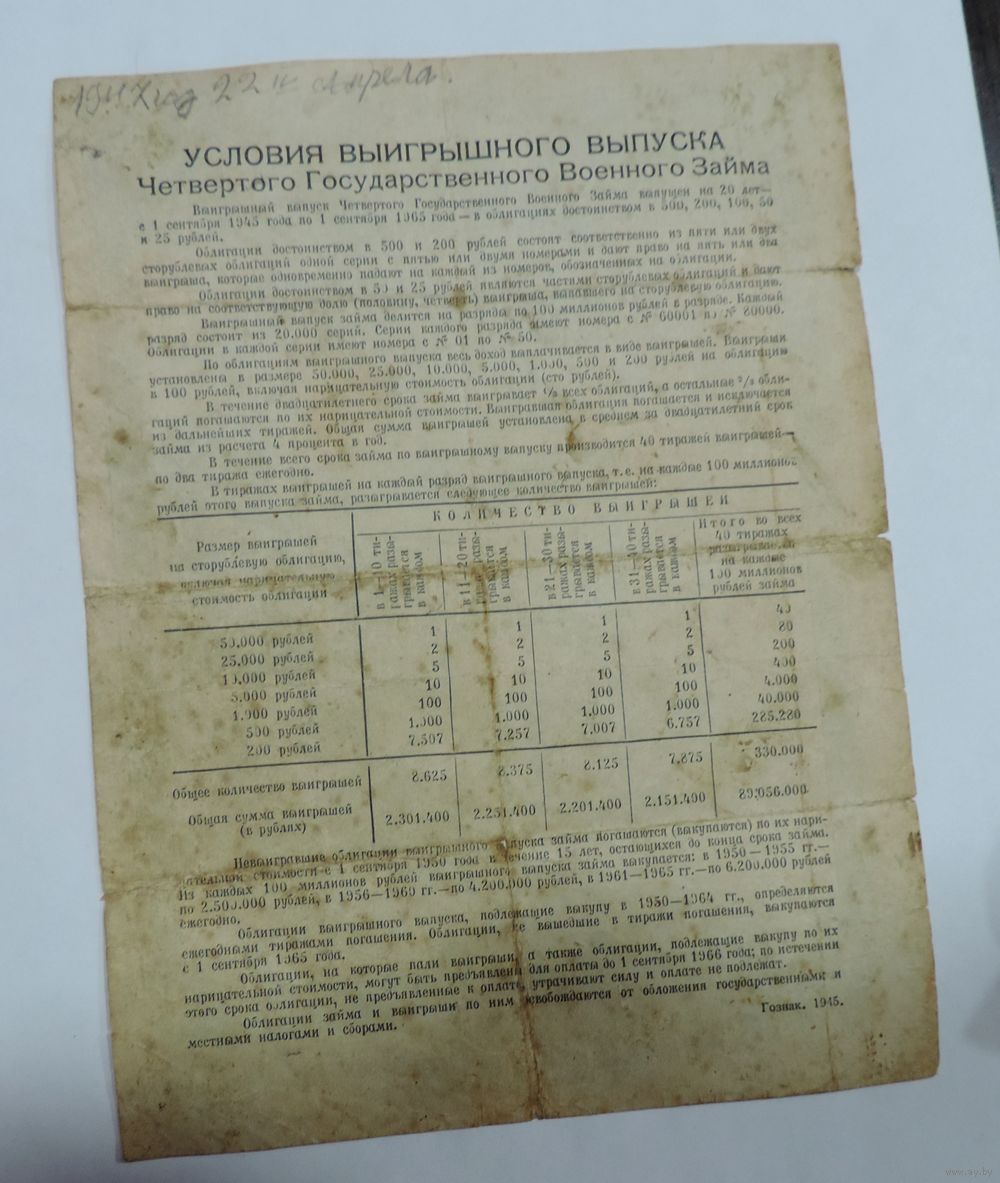 22 апреля.
УСЛОВИЯ ВЫИГРЫШНОГО ВЫПУСКА
Четвертого Государственного Военного Займа
Выигрышный выпуск Четвертого Государственного Военного Займа выпущен на 20 лет—
с 1 сентября 1945 года по 1 сентября 1965 года — в облигациях достоинством в 500, 200, 100, 50
и 25 рублей.
Облигации достоинством в 500 и 200 рублей состоят соответственно из пяти или двух
сторублевых облигаций одной серии с пятью или двумя номерами и дают право на пять или два
выигрыша, которые одновременно падают на каждый из номеров, обозначенных на облигации.
Облигации достоинством в 50 и 25 рублей являются частями сторублевых облигаций и дают
право на соответствующую долю (половину, четверть) выигрыша, выпавшего на сторублевую облигацию.
Выигрышный выпуск займа делится на разряды по 100 миллионов рублей в разряде. Каждый
разряд состоит из 20.000 серий. Серии каждого разряда имеют номера с № 60001 по № 80000.
Облигации в каждой серии имеют номера с № 01 по № 50.
По облигациям выигрышного выпуска весь доход выплачивается в виде выигрышей. Выигрыши
установлены в размере 50.000, 25.000, 10.000, 5.000, 1.000, 500 и 200 рублей на облигацию
в 100 рублей, включая нарицательную стоимость облигации (сто рублей).
В течение двадцатилетнего срока займа выигрывает ¹/₃ всех облигаций, а остальные ²/₃ обли-
гаций погашаются по их нарицательной стоимости. Выигравшая облигация погашается и исключается
из дальнейших тиражей. Общая сумма выигрышей установлена в среднем за двадцатилетний срок
займа из расчета 4 процента в год.
В течение всего срока займа по выигрышному выпуску производится 40 тиражей выигрышей—
по два тиража ежегодно.
В тиражах выигрышей на каждый разряд выигрышного выпуска, т. е. на каждые 100 миллионов
рублей этого выпуска займа, разыгрывается следующее количество выигрышей:
Размер выигрышей
на сторублевую облигацию,
включая нарицательную
стоимость облигации
КОЛИЧЕСТВО ВЫИГРЫШЕЙ
в 1—10 ти-
ражах разы-
грывается
в каждом
в 11—20 ти-
ражах разы-
грывается
в каждом
в 21—30 ти-
ражах разы-
грывается
в каждом
в 31—40 ти-
ражах разы-
грывается
в каждом
Итого во всех
40 тиражах
разыгрывается
на каждые
100 миллионов
рублей займа
50.000 рублей 1 1 1 1 40
25.000 рублей 2 2 2 2 80
10.000 рублей 5 5 5 5 200
5.000 рублей 10 10 10 10 400
1.000 рублей 100 100 100 100 4.000
500 рублей 1.000 1.000 1.000 1.000 40.000
200 рублей 7.507 7.257 7.007 6.757 285.280
Общее количество выигрышей 8.625 8.375 8.125 7.875 330.000
Общая сумма выигрышей
(в рублях) 2.301.400 2.251.400 2.201.400 2.151.400 89.056.000
Невыигравшие облигации выигрышного выпуска займа погашаются (выкупаются) по их нари-
цательной стоимости с 1 сентября 1950 года в течение 15 лет, остающихся до конца срока займа.
Из каждых 100 миллионов рублей выигрышного выпуска займа выкупается: в 1950—1955 гг.—
по 2.500.000 рублей, в 1956—1960 гг.—по 4.200.000 рублей, в 1961—1965 гг.—по 6.200.000 рублей
ежегодно.
Облигации выигрышного выпуска, подлежащие выкупу в 1950—1964 гг., определяются
ежегодными тиражами погашения. Облигации, не вышедшие в тиражи погашения, выкупаются
с 1 сентября 1965 года.
Облигации, на которые пали выигрыши, а также облигации, подлежащие выкупу по их
нарицательной стоимости, могут быть предъявлены для оплаты до 1 сентября 1966 года; по истечении
этого срока облигации, не предъявленные к оплате, утрачивают силу и оплате не подлежат.
Облигации займа и выигрыши по ним освобождаются от обложения государственными и
местными налогами и сборами.
Гознак. 1945.
www.ay.by